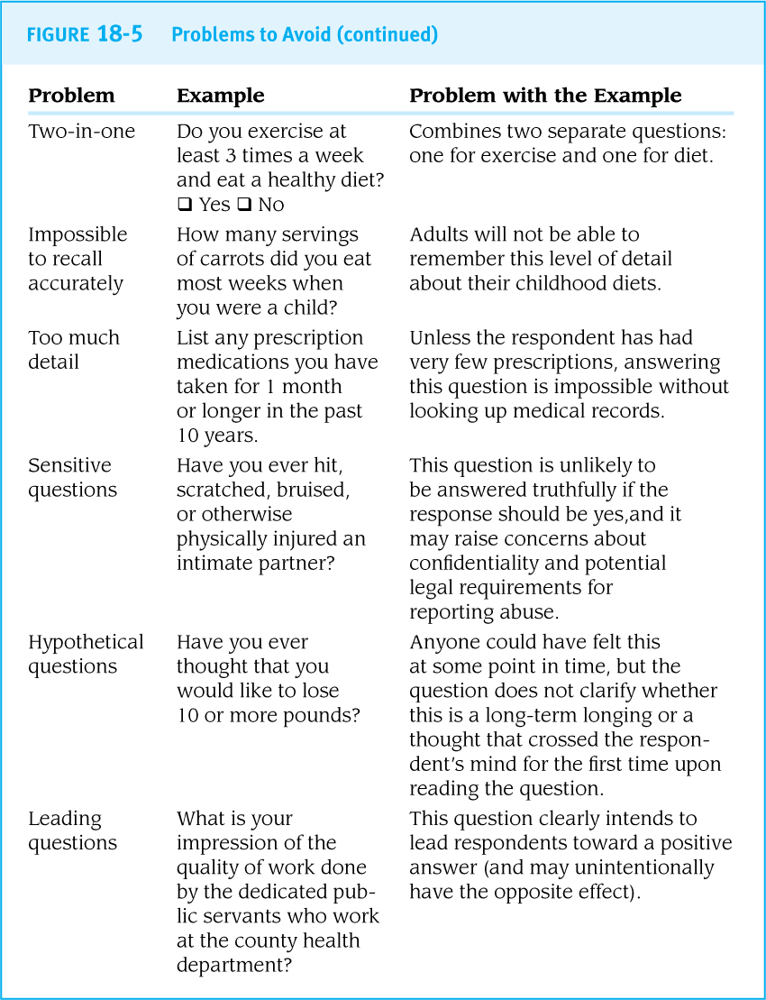 FIGURE 18-5 Problems to Avoid (continued)
Problem Example Problem with the Example
Two-in-one
Do you exercise at
least 3 times a week
and eat a healthy diet?
❑ Yes ❑ No
Combines two separate questions:
one for exercise and one for diet.
Impossible
to recall
accurately
How many servings
of carrots did you eat
most weeks when
you were a child?
Adults will not be able to
remember this level of detail
about their childhood diets.
Too much
detail
List any prescription
medications you have
taken for 1 month
or longer in the past
10 years.
Unless the respondent has had
very few prescriptions, answering
this question is impossible without
looking up medical records.
Sensitive
questions
Have you ever hit,
scratched, bruised,
or otherwise
physically injured an
intimate partner?
This question is unlikely to
be answered truthfully if the
response should be yes,and it
may raise concerns about
confidentiality and potential
legal requirements for
reporting abuse.
Hypothetical
questions
Have you ever
thought that you
would like to lose
10 or more pounds?
Anyone could have felt this
at some point in time, but the
question does not clarify whether
this is a long-term longing or a
thought that crossed the respon-
dent's mind for the first time upon
reading the question.
Leading
questions
What is your
impression of the
quality of work done
by the dedicated pub-
lic servants who work
at the county health
department?
This question clearly intends to
lead respondents toward a positive
answer (and may unintentionally
have the opposite effect).